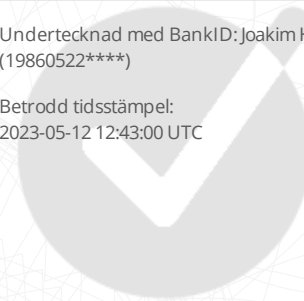 Undertecknad med BankID: Joakim
(19860522****)
Betrodd tidsstämpel:
2023-05-12 12:43:00 UTC